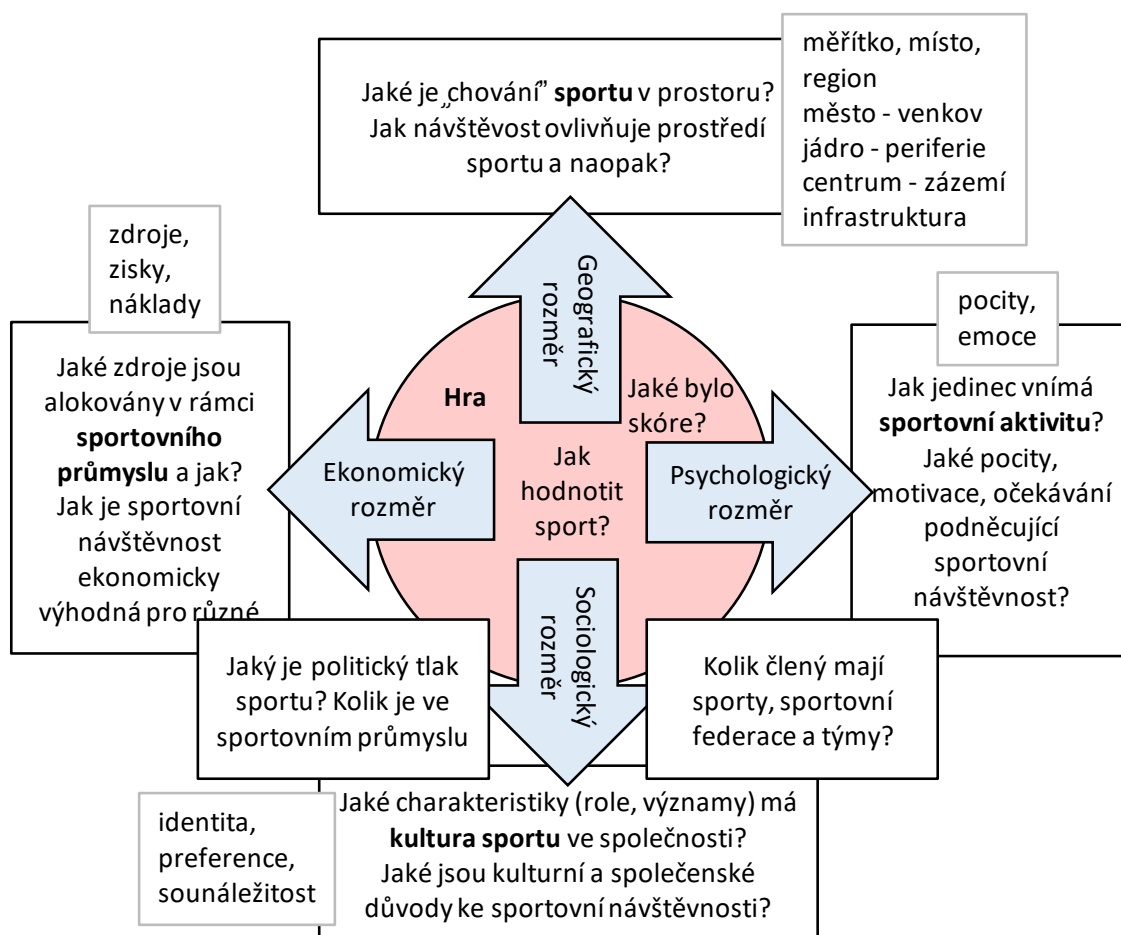 měřítko, místo,
region
město - venkov
jádro - periferie
centrum - zázemí
infrastruktura
Jaké je „chování” sportu v prostoru?
Jak návštěvost ovlivňuje prostředí
sportu a naopak?
zdroje,
zisky,
náklady
Geografický
rozměr
pocity,
emoce
Jaké zdroje jsou
alokovány v rámci
sportovního
průmyslu a jak?
Jak je sportovní
návštěvnost
ekonomicky
výhodná pro různé
Hra
Jaké bylo
skóre?
Jak jedinec vnímá
sportovní aktivitu?
Jaké pocity,
motivace, očekávání
podněcující
sportovní
návštěvnost?
Ekonomický
rozměr
Jak
hodnotit
sport?
Psychologický
rozměr
Sociologický
rozměr
Jaký je politický tlak
sportu? Kolik je ve
sportovním průmyslu
Kolik člený mají
sporty, sportovní
federace a týmy?
identita,
preference,
sounáležitost
Jaké charakteristiky (role, významy) má
kultura sportu ve společnosti?
Jaké jsou kulturní a společenské
důvody ke sportovní návštěvnosti?